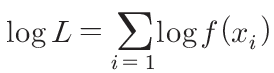 log L = ∑_{i = 1} log f(x_i)